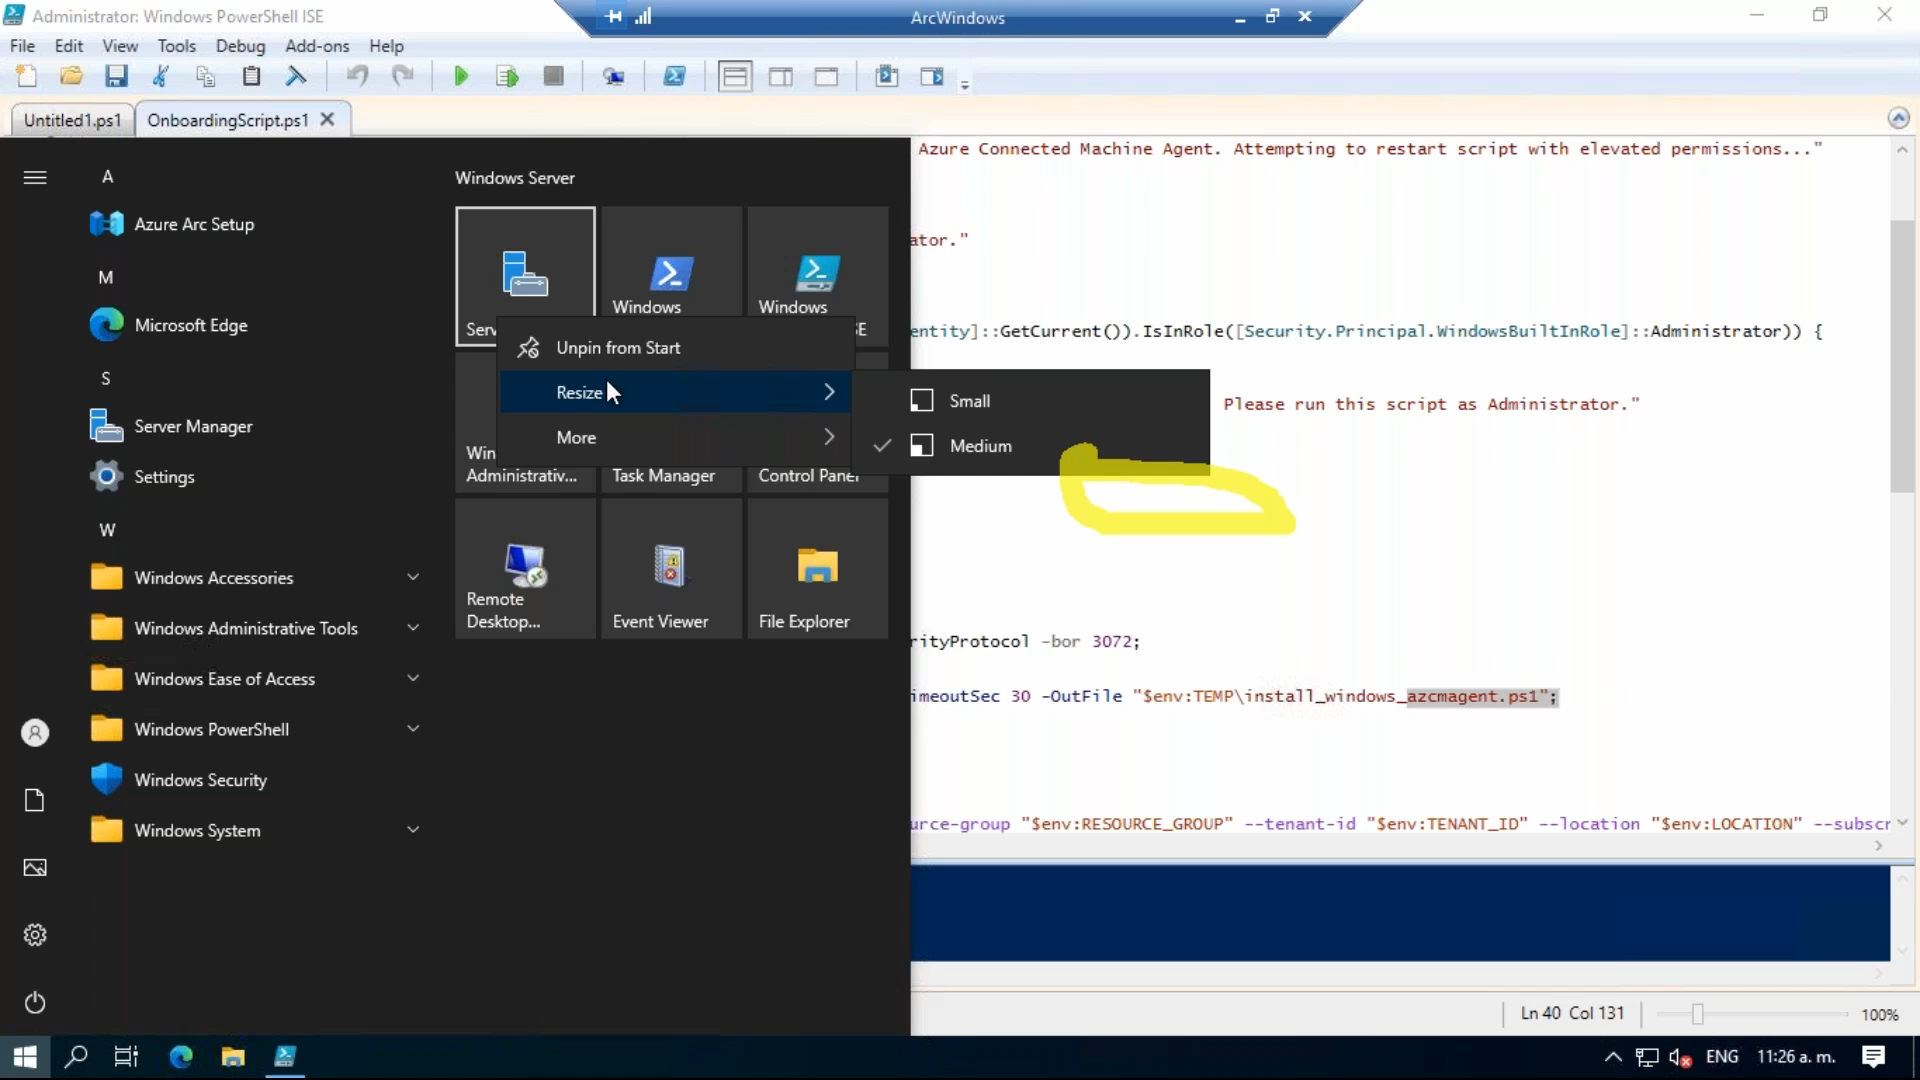 Administrator: Windows PowerShell ISE
ArcWindows
File Edit View Tools Debug Add-ons Help
Untitled1.ps1 OnboardingScript.ps1
Azure Connected Machine Agent. Attempting to restart script with elevated permissions..."
ator."
entity]::GetCurrent()).IsInRole([Security.Principal.WindowsBuiltInRole]::Administrator)) {
Please run this script as Administrator."
rityProtocol -bor 3072;
imeoutSec 30 -OutFile "$env:TEMP\install_windows_azcmagent.ps1";
urce-group "$env:RESOURCE_GROUP" --tenant-id "$env:TENANT_ID" --location "$env:LOCATION" --subscr
A
Azure Arc Setup
M
Microsoft Edge
S
Server Manager
Settings
W
Windows Accessories
Windows Administrative Tools
Windows Ease of Access
Windows PowerShell
Windows Security
Windows System
Windows Server
Serv
Windows
Windows
E
Win
Administrativ...
Task Manager
Control Panel
Remote
Desktop...
Event Viewer
File Explorer
Unpin from Start
Resize
More
Small
Medium
Ln 40 Col 131
100%
ENG
11:26 a. m.